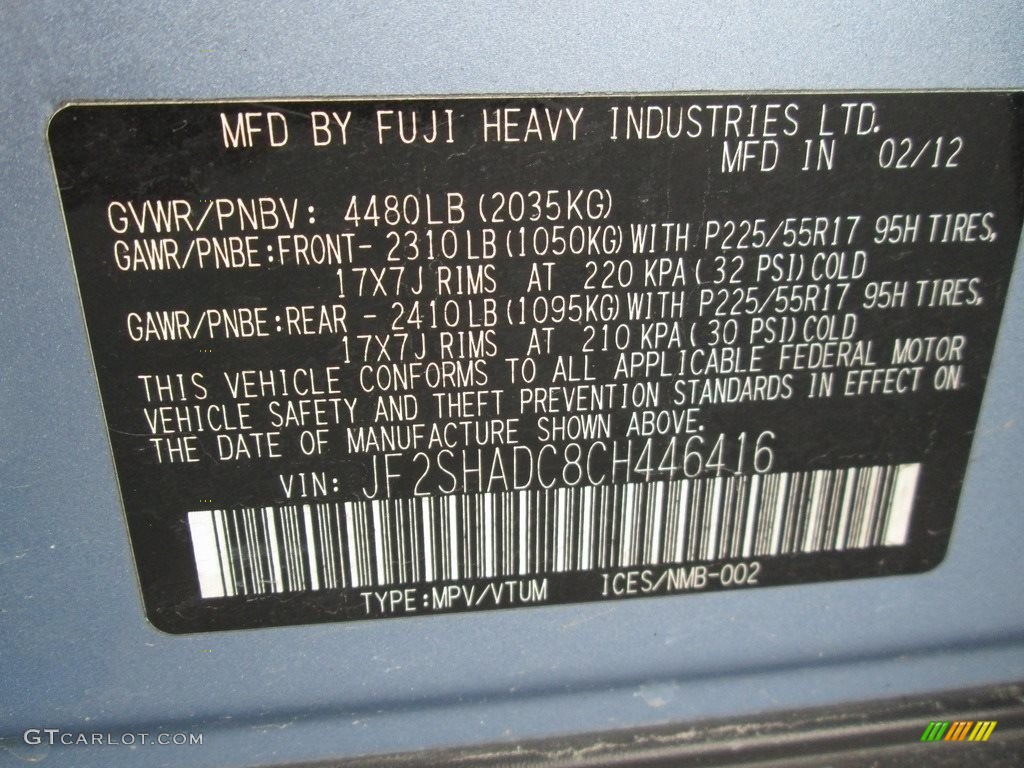 MFD BY FUJI HEAVY INDUSTRIES LTD.
MFD IN 02/12
GVWR/PNBV: 4480LB (2035KG)
GAWR/PNBE:FRONT- 2310LB (1050KG) WITH P225/55R17 95H TIRES,
17X7J RIMS AT 220 KPA (32 PSI) COLD
GAWR/PNBE:REAR - 2410LB (1095KG) WITH P225/55R17 95H TIRES,
17X7J RIMS AT 210 KPA (30 PSI) COLD
THIS VEHICLE CONFORMS TO ALL APPLICABLE FEDERAL MOTOR
VEHICLE SAFETY AND THEFT PREVENTION STANDARDS IN EFFECT ON
THE DATE OF MANUFACTURE SHOWN ABOVE.
VIN: JF2SHADC8CH446416
TYPE:MPV/VTUM ICES/NMB-002
GTCARLOT.COM